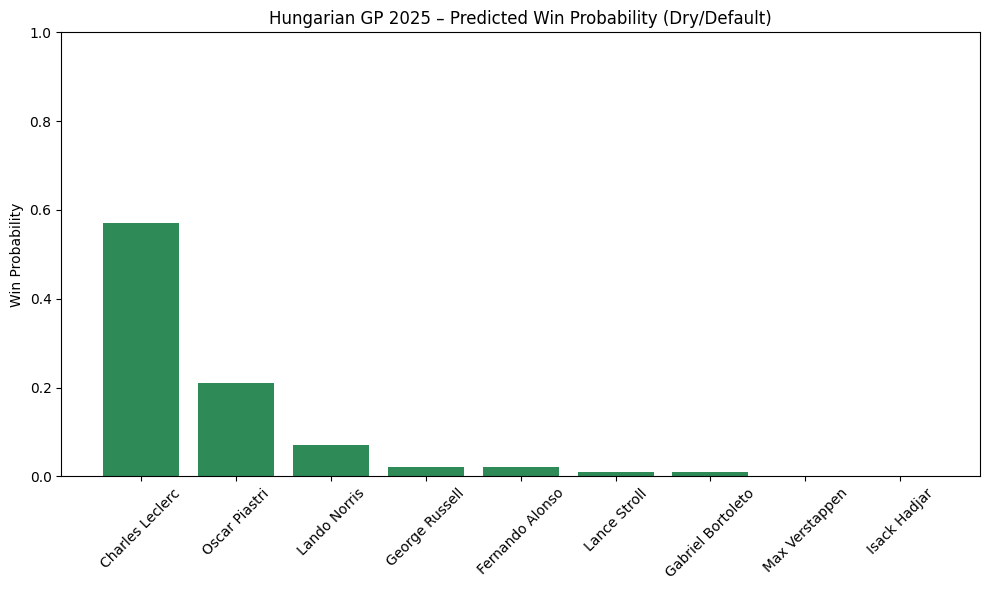 Hungarian GP 2025 – Predicted Win Probability (Dry/Default)
Win Probability
1.0
0.8
0.6
0.4
0.2
0.0
Charles Leclerc
Oscar Piastri
Lando Norris
George Russell
Fernando Alonso
Lance Stroll
Gabriel Bortoleto
Max Verstappen
Isack Hadjar